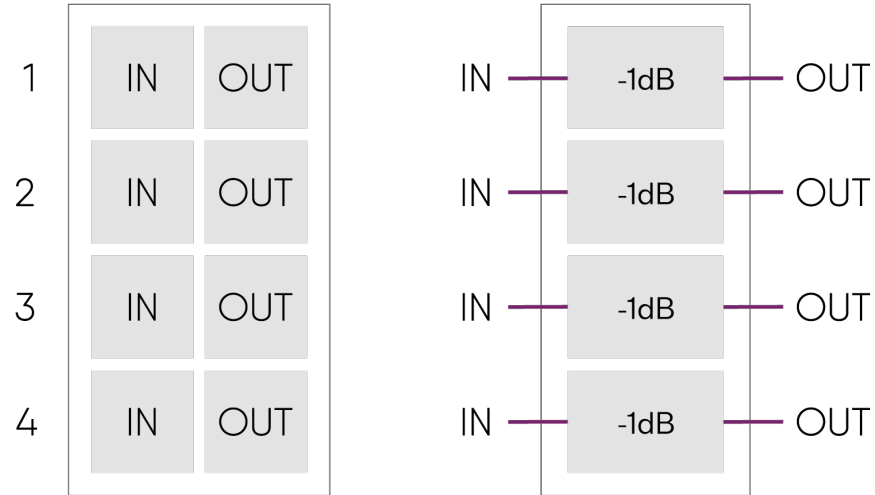 1 IN OUT IN -1dB OUT
2 IN OUT IN -1dB OUT
3 IN OUT IN -1dB OUT
4 IN OUT IN -1dB OUT